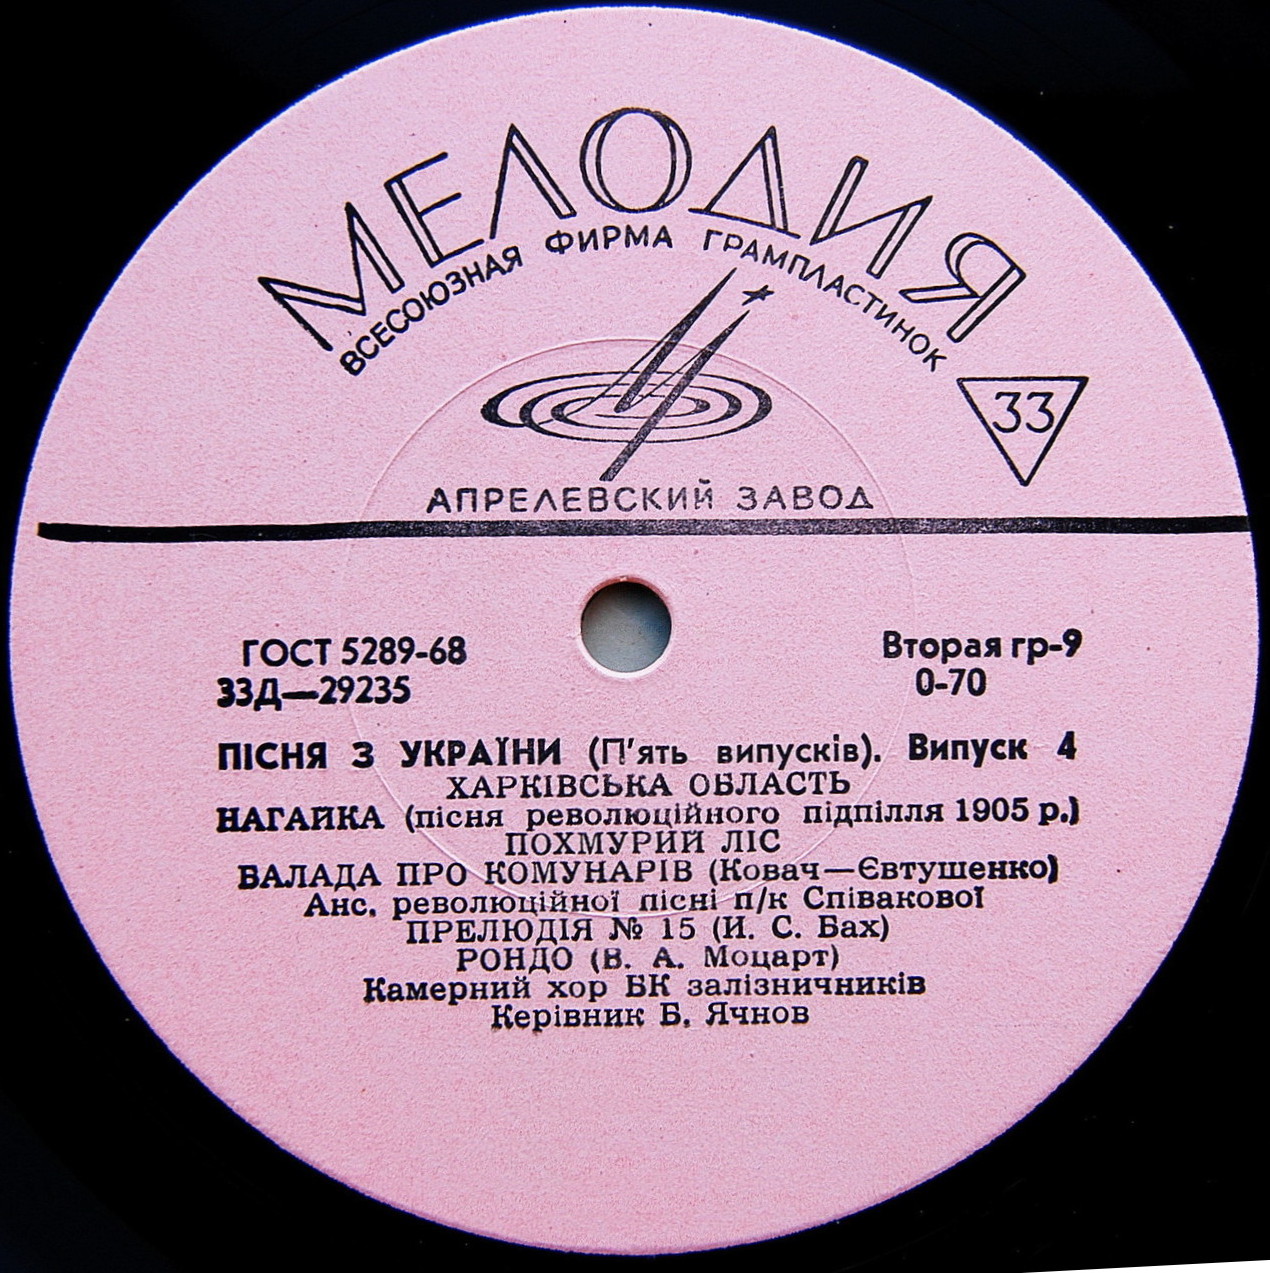 МЕЛОДИЯ
ВСЕСОЮЗНАЯ ФИРМА ГРАМПЛАСТИНОК
33
АПРЕЛЕВСКИЙ ЗАВОД
ГОСТ 5289-68
Вторая гр-9
33Д—29235
0-70
ПІСНЯ З УКРАЇНИ (П'ять випусків). Випуск 4
ХАРКІВСЬКА ОБЛАСТЬ
НАГАЙКА (пісня революційного підпілля 1905 р.)
ПОХМУРИЙ ЛІС
БАЛАДА ПРО КОМУНАРІВ (Ковач—Євтушенко)
Анс. революційної пісні п/к Співакової
ПРЕЛЮДІЯ № 15 (И. С. Бах)
РОНДО (В. А. Моцарт)
Камерний хор БК залізничників
Керівник Б. Ячнов